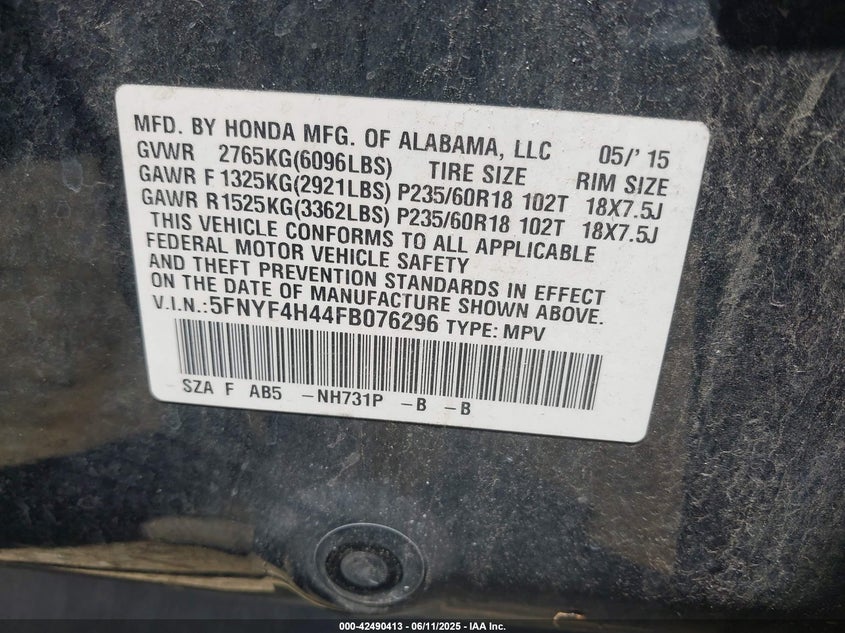 MFD. BY HONDA MFG. OF ALABAMA, LLC 05/' 15
GVWR 2765KG(6096LBS) TIRE SIZE RIM SIZE
GAWR F 1325KG(2921LBS) P235/60R18 102T 18X7.5J
GAWR R1525KG(3362LBS) P235/60R18 102T 18X7.5J
THIS VEHICLE CONFORMS TO ALL APPLICABLE
FEDERAL MOTOR VEHICLE SAFETY
AND THEFT PREVENTION STANDARDS IN EFFECT
ON THE DATE OF MANUFACTURE SHOWN ABOVE.
V.I.N.:5FNYF4H44FB076296 TYPE: MPV
SZA F AB5 -NH731P -B -B
000-42490413 - 06/11/2025 - IAA Inc.